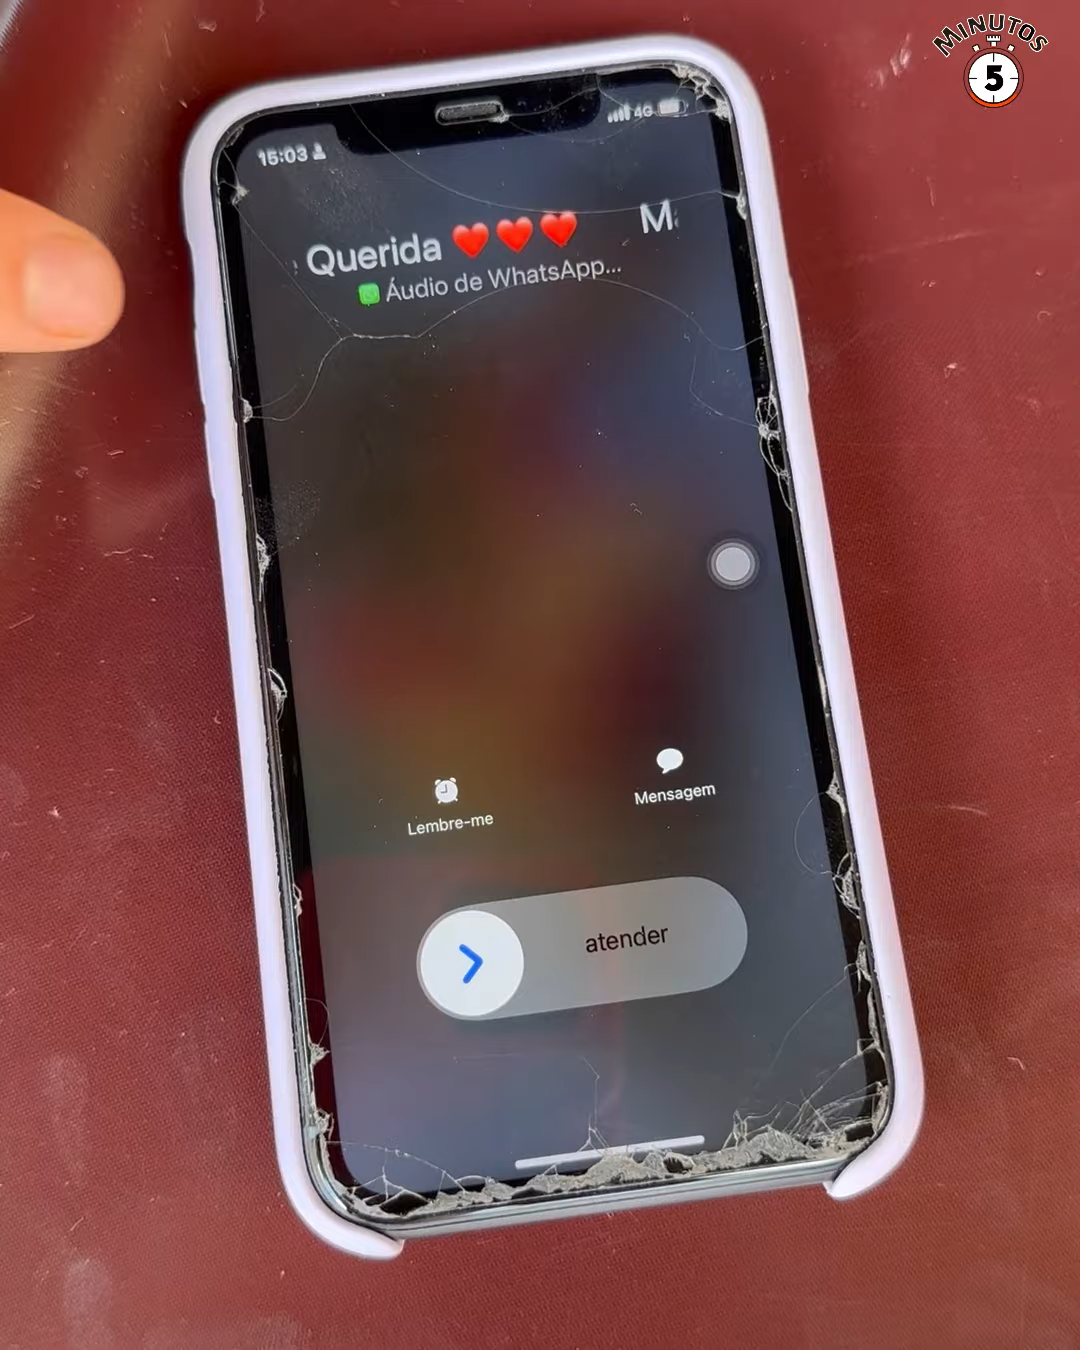 MINUTOS
5
15:03
4G
Querida ❤️❤️❤️ M
Áudio de WhatsApp...
Lembre-me
Mensagem
atender